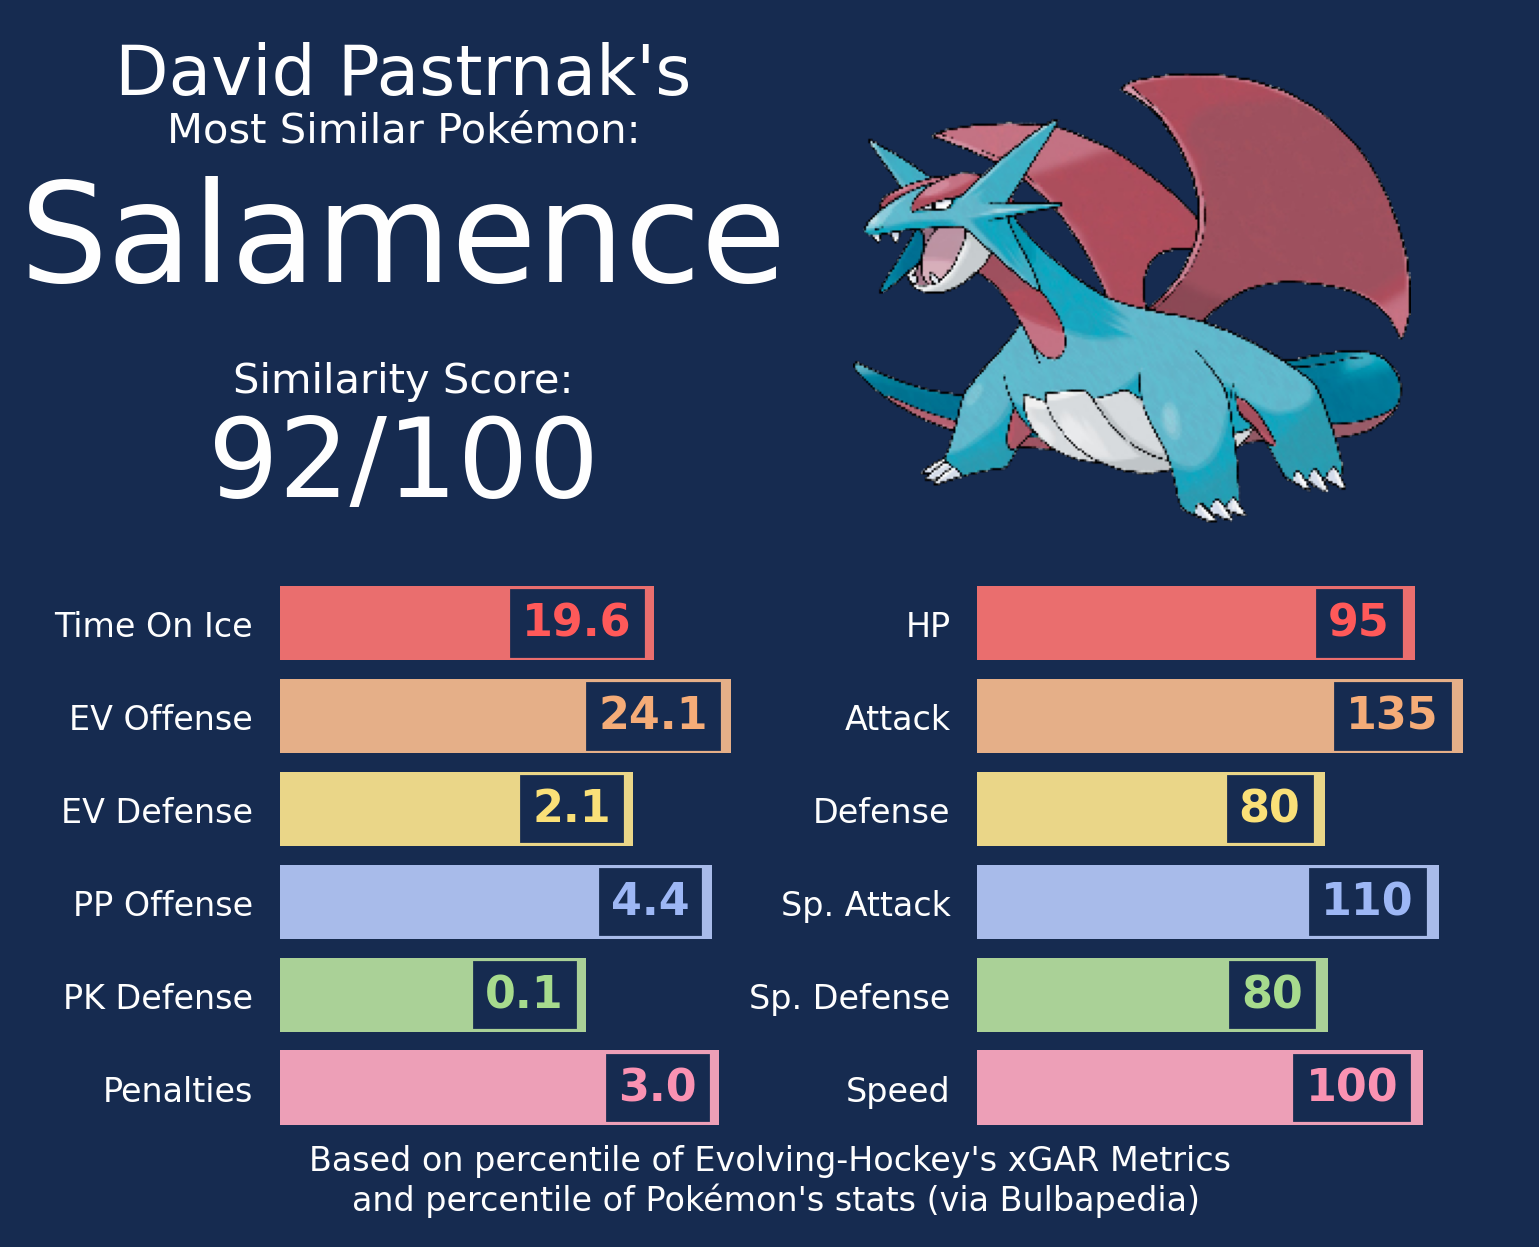 David Pastrnak's
Most Similar Pokémon:
Salamence
Similarity Score:
92/100
Time On Ice 19.6
EV Offense 24.1
EV Defense 2.1
PP Offense 4.4
PK Defense 0.1
Penalties 3.0
HP 95
Attack 135
Defense 80
Sp. Attack 110
Sp. Defense 80
Speed 100
Based on percentile of Evolving-Hockey's xGAR Metrics
and percentile of Pokémon's stats (via Bulbapedia)